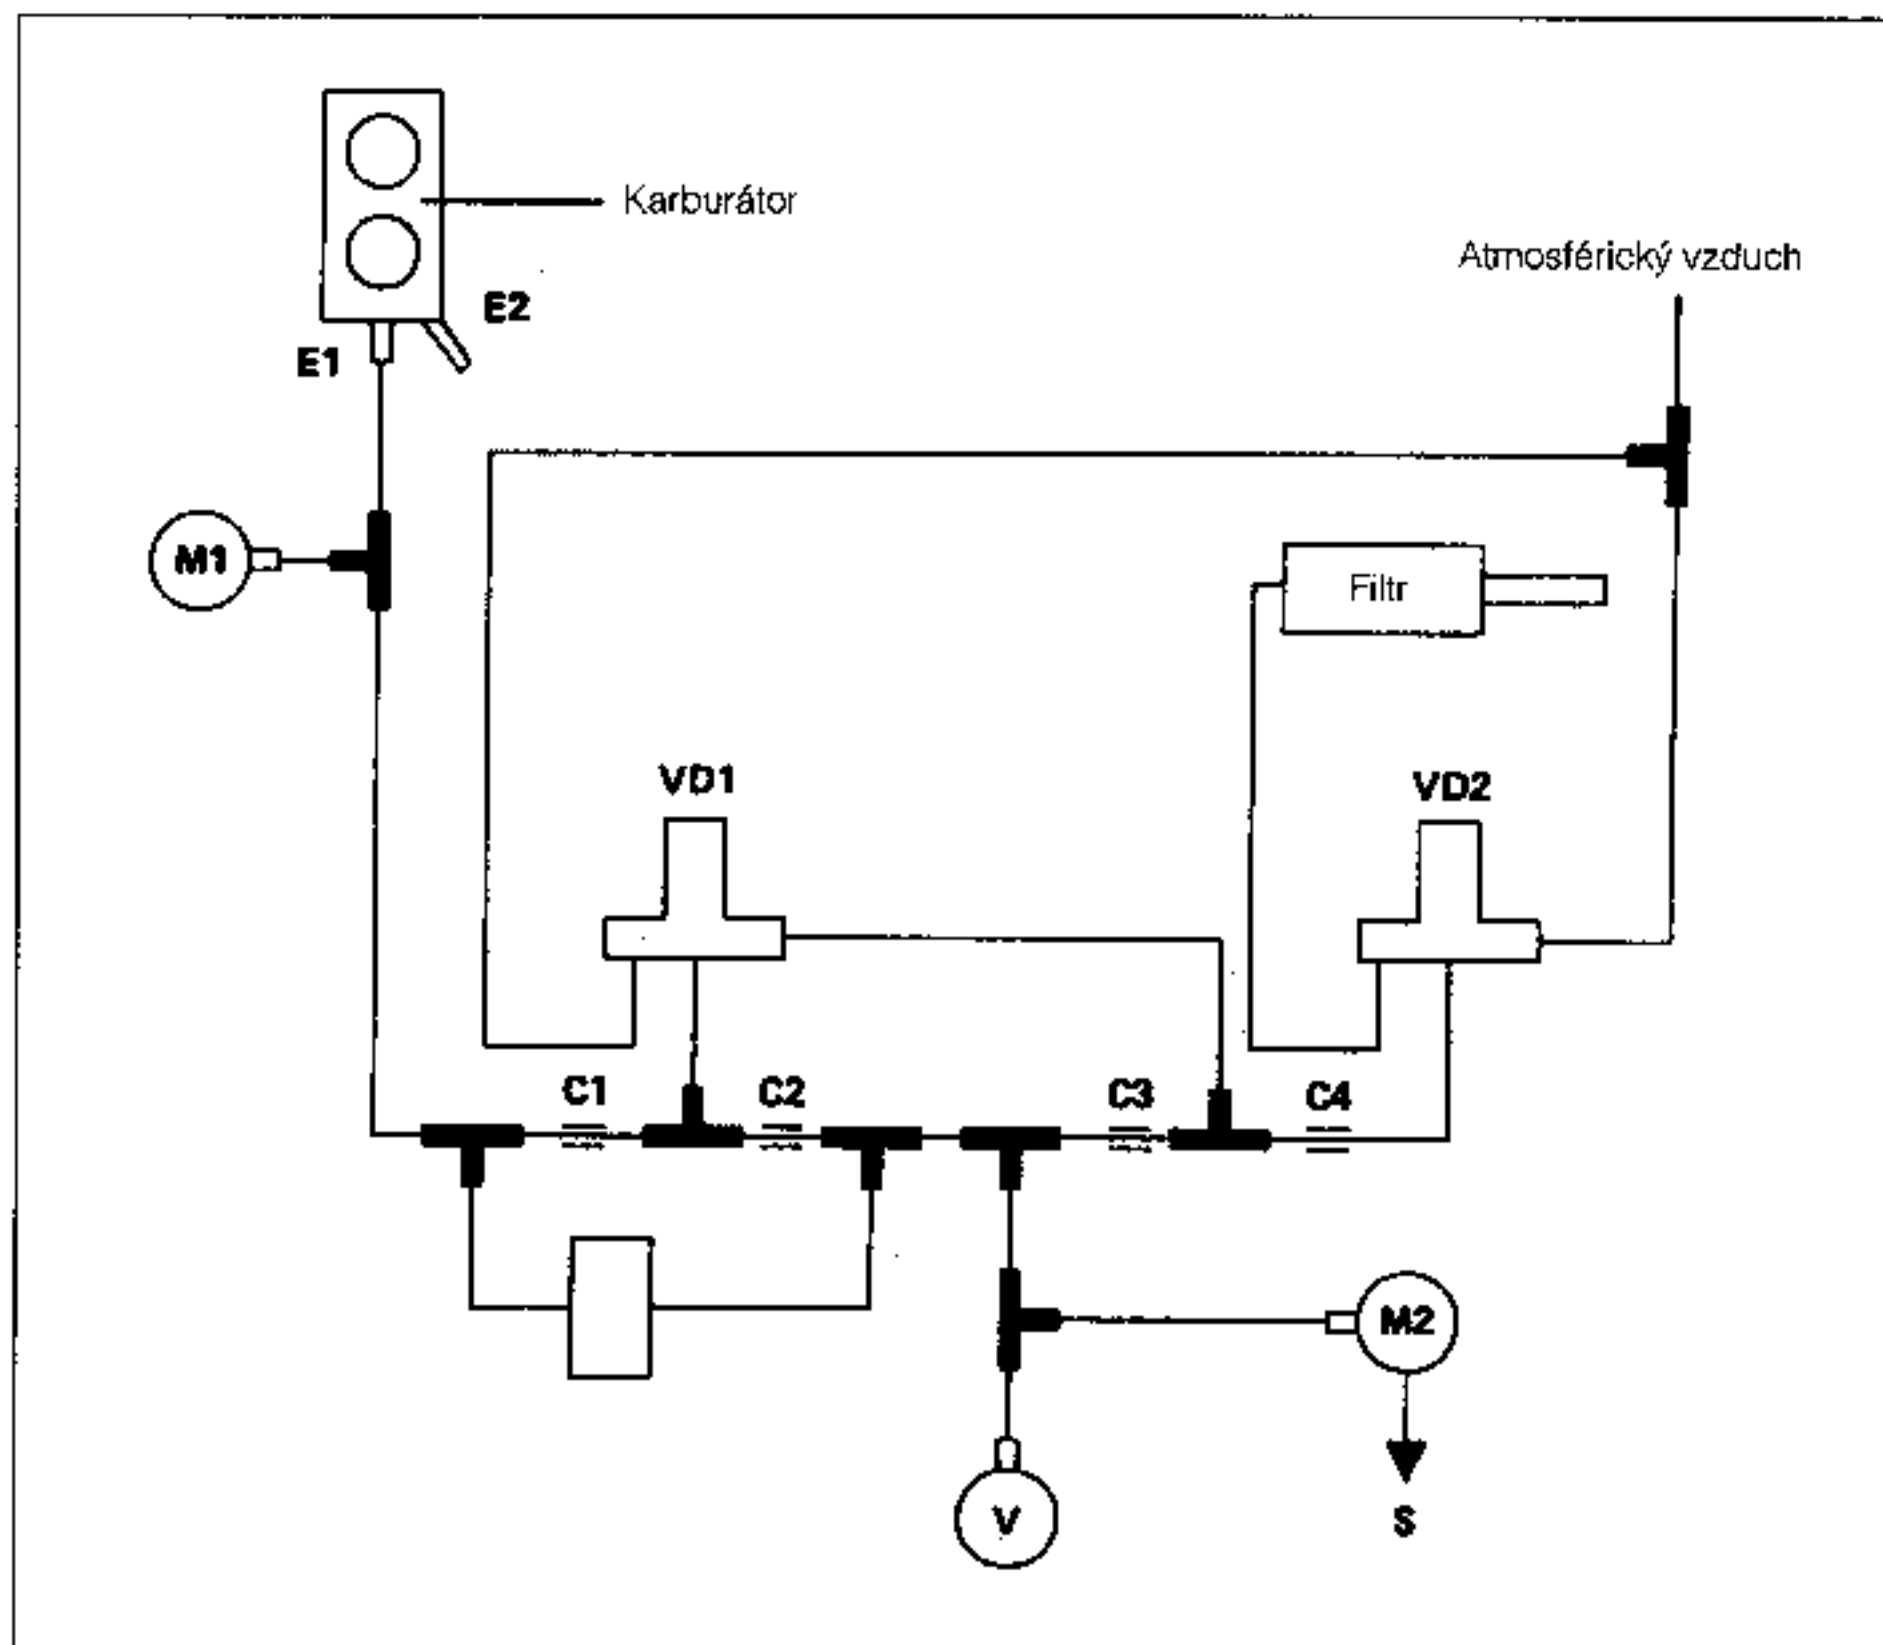 Karburátor
Atmosférický vzduch
E2
E1
M1
Filtr
VD1
VD2
C1
C2
C3
C4
M2
V
S